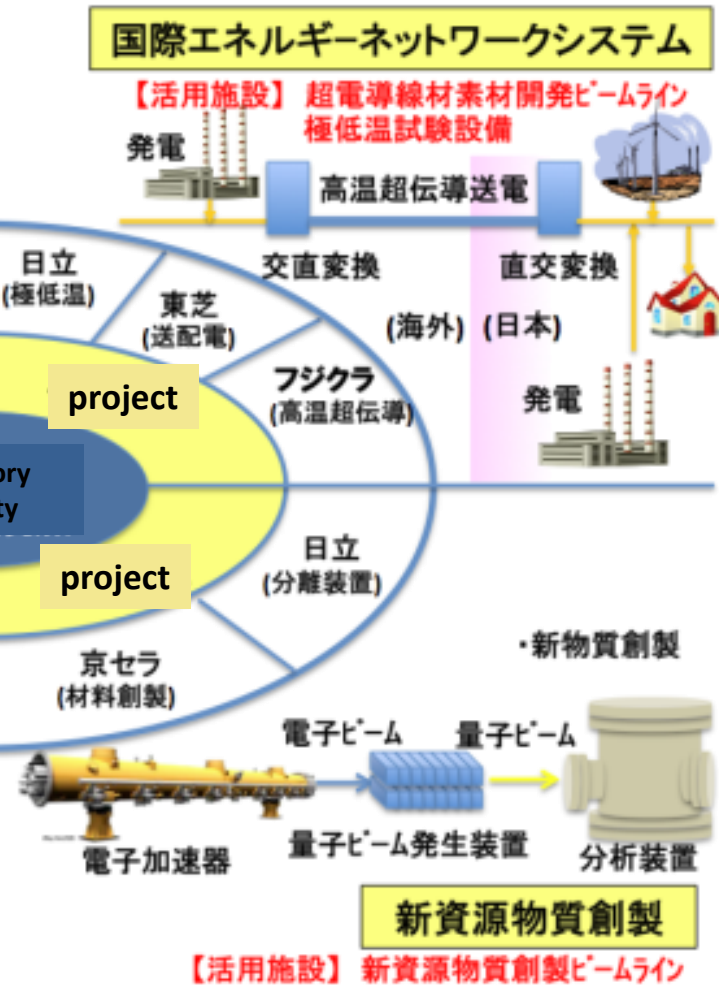 国際エネルギーネットワークシステム
【活用施設】 超電導線材素材開発ビームライン
極低温試験設備
発電
高温超伝導送電
交直変換
直交変換
(海外) (日本)
発電
日立
(極低温)
東芝
(送配電)
フジクラ
(高温超伝導)
project
ory
ty
project
日立
(分離装置)
京セラ
(材料創製)
・新物質創製
電子ビーム
量子ビーム
電子加速器
量子ビーム発生装置
分析装置
新資源物質創製
【活用施設】 新資源物質創製ビームライン